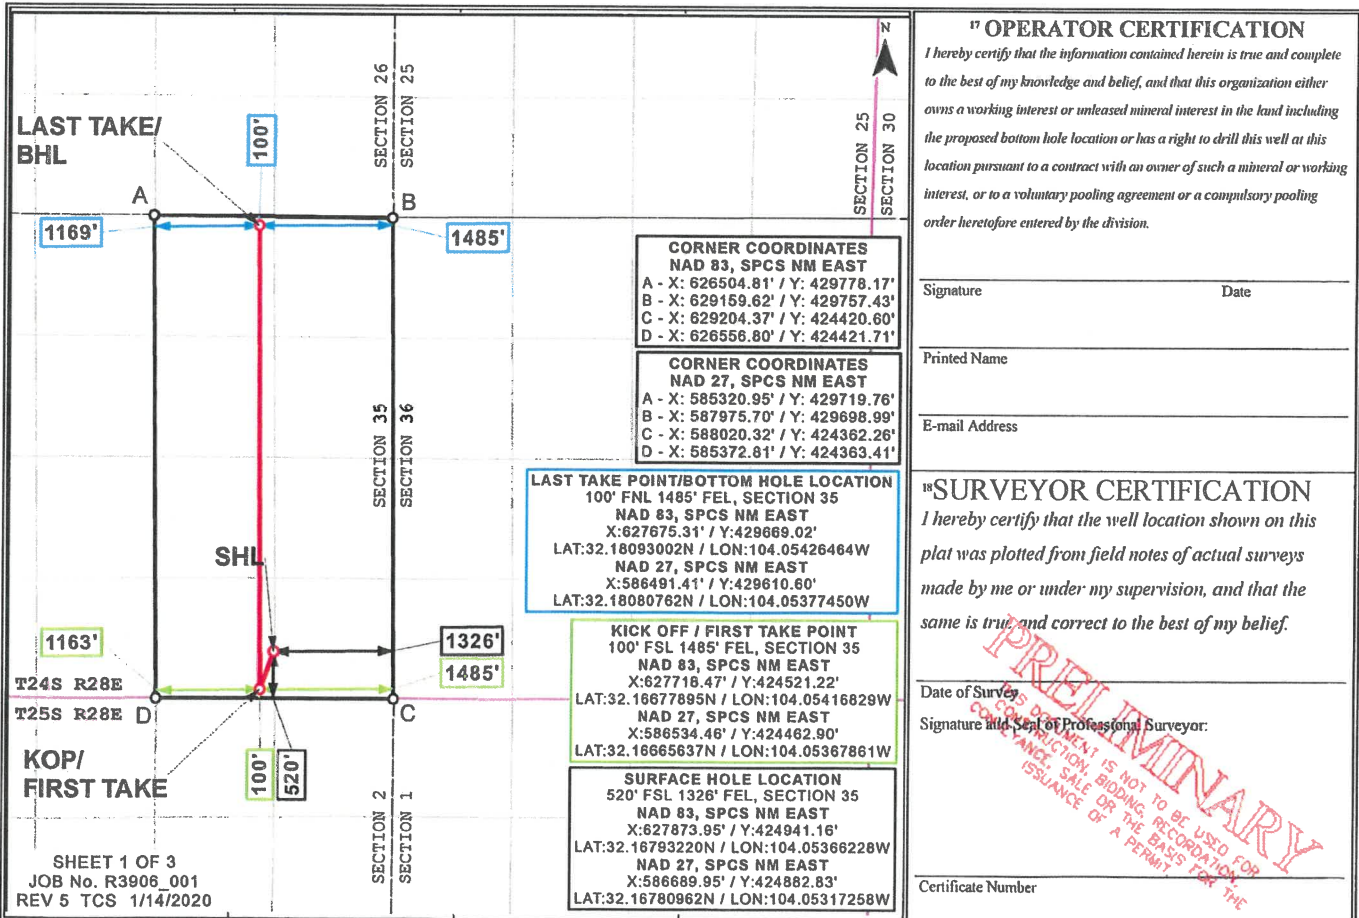 N
SECTION 26
SECTION 25
SECTION 25
SECTION 30
LAST TAKE/
BHL
100'
A
B
1169'
1485'
CORNER COORDINATES
NAD 83, SPCS NM EAST
A - X: 626504.81' / Y: 429778.17'
B - X: 629159.62' / Y: 429757.43'
C - X: 629204.37' / Y: 424420.60'
D - X: 626556.80' / Y: 424421.71'
CORNER COORDINATES
NAD 27, SPCS NM EAST
A - X: 585320.95' / Y: 429719.76'
B - X: 587975.70' / Y: 429698.99'
C - X: 588020.32' / Y: 424362.26'
D - X: 585372.81' / Y: 424363.41'
SECTION 35
SECTION 36
LAST TAKE POINT/BOTTOM HOLE LOCATION
100' FNL 1485' FEL, SECTION 35
NAD 83, SPCS NM EAST
X:627675.31' / Y:429669.02'
LAT:32.18093002N / LON:104.05426464W
NAD 27, SPCS NM EAST
X:586491.41' / Y:429610.60'
LAT:32.18080762N / LON:104.05377450W
SHL
1163'
1326'
1485'
T24S R28E
T25S R28E
D
C
KICK OFF / FIRST TAKE POINT
100' FSL 1485' FEL, SECTION 35
NAD 83, SPCS NM EAST
X:627718.47' / Y:424521.22'
LAT:32.16677895N / LON:104.05416829W
NAD 27, SPCS NM EAST
X:586534.46' / Y:424462.90'
LAT:32.16665637N / LON:104.05367861W
KOP/
FIRST TAKE
100'
520'
SECTION 2
SECTION 1
SURFACE HOLE LOCATION
520' FSL 1326' FEL, SECTION 35
NAD 83, SPCS NM EAST
X:627873.95' / Y:424941.16'
LAT:32.16793220N / LON:104.05366228W
NAD 27, SPCS NM EAST
X:586689.95' / Y:424882.83'
LAT:32.16780962N / LON:104.05317258W
SHEET 1 OF 3
JOB No. R3906_001
REV 5 TCS 1/14/2020
17 OPERATOR CERTIFICATION
I hereby certify that the information contained herein is true and complete
to the best of my knowledge and belief, and that this organization either
owns a working interest or unleased mineral interest in the land including
the proposed bottom hole location or has a right to drill this well at this
location pursuant to a contract with an owner of such a mineral or working
interest, or to a voluntary pooling agreement or a compulsory pooling
order heretofore entered by the division.
Signature Date
Printed Name
E-mail Address
18 SURVEYOR CERTIFICATION
I hereby certify that the well location shown on this
plat was plotted from field notes of actual surveys
made by me or under my supervision, and that the
same is true and correct to the best of my belief.
Date of Survey
Signature and Seal of Professional Surveyor:
PRELIMINARY
THIS DOCUMENT IS NOT TO BE USED FOR
CONSTRUCTION, BIDDING, RECORDATION,
CONVEYANCE, SALE OR THE BASIS FOR THE
ISSUANCE OF A PERMIT
Certificate Number